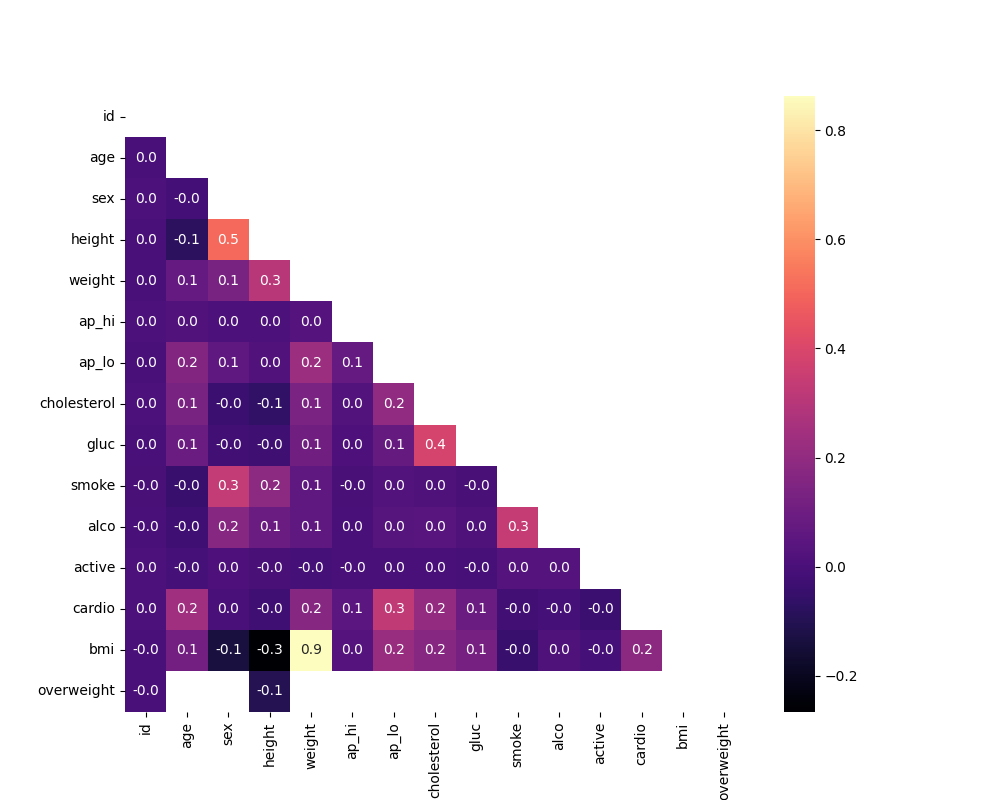 id
age 0.0
sex 0.0 -0.0
height 0.0 -0.1 0.5
weight 0.0 0.1 0.1 0.3
ap_hi 0.0 0.0 0.0 0.0 0.0
ap_lo 0.0 0.2 0.1 0.0 0.2 0.1
cholesterol 0.0 0.1 -0.0 -0.1 0.1 0.0 0.2
gluc 0.0 0.1 -0.0 -0.0 0.1 0.0 0.1 0.4
smoke -0.0 -0.0 0.3 0.2 0.1 -0.0 0.0 0.0 -0.0
alco -0.0 -0.0 0.2 0.1 0.1 0.0 0.0 0.0 0.0 0.3
active 0.0 -0.0 0.0 -0.0 -0.0 -0.0 0.0 0.0 -0.0 0.0 0.0
cardio 0.0 0.2 0.0 -0.0 0.2 0.1 0.3 0.2 0.1 -0.0 -0.0 -0.0
bmi -0.0 0.1 -0.1 -0.3 0.9 0.0 0.2 0.2 0.1 -0.0 0.0 -0.0 0.2
overweight -0.0 -0.1
id age sex height weight ap_hi ap_lo cholesterol gluc smoke alco active cardio bmi overweight
0.8
0.6
0.4
0.2
0.0
−0.2